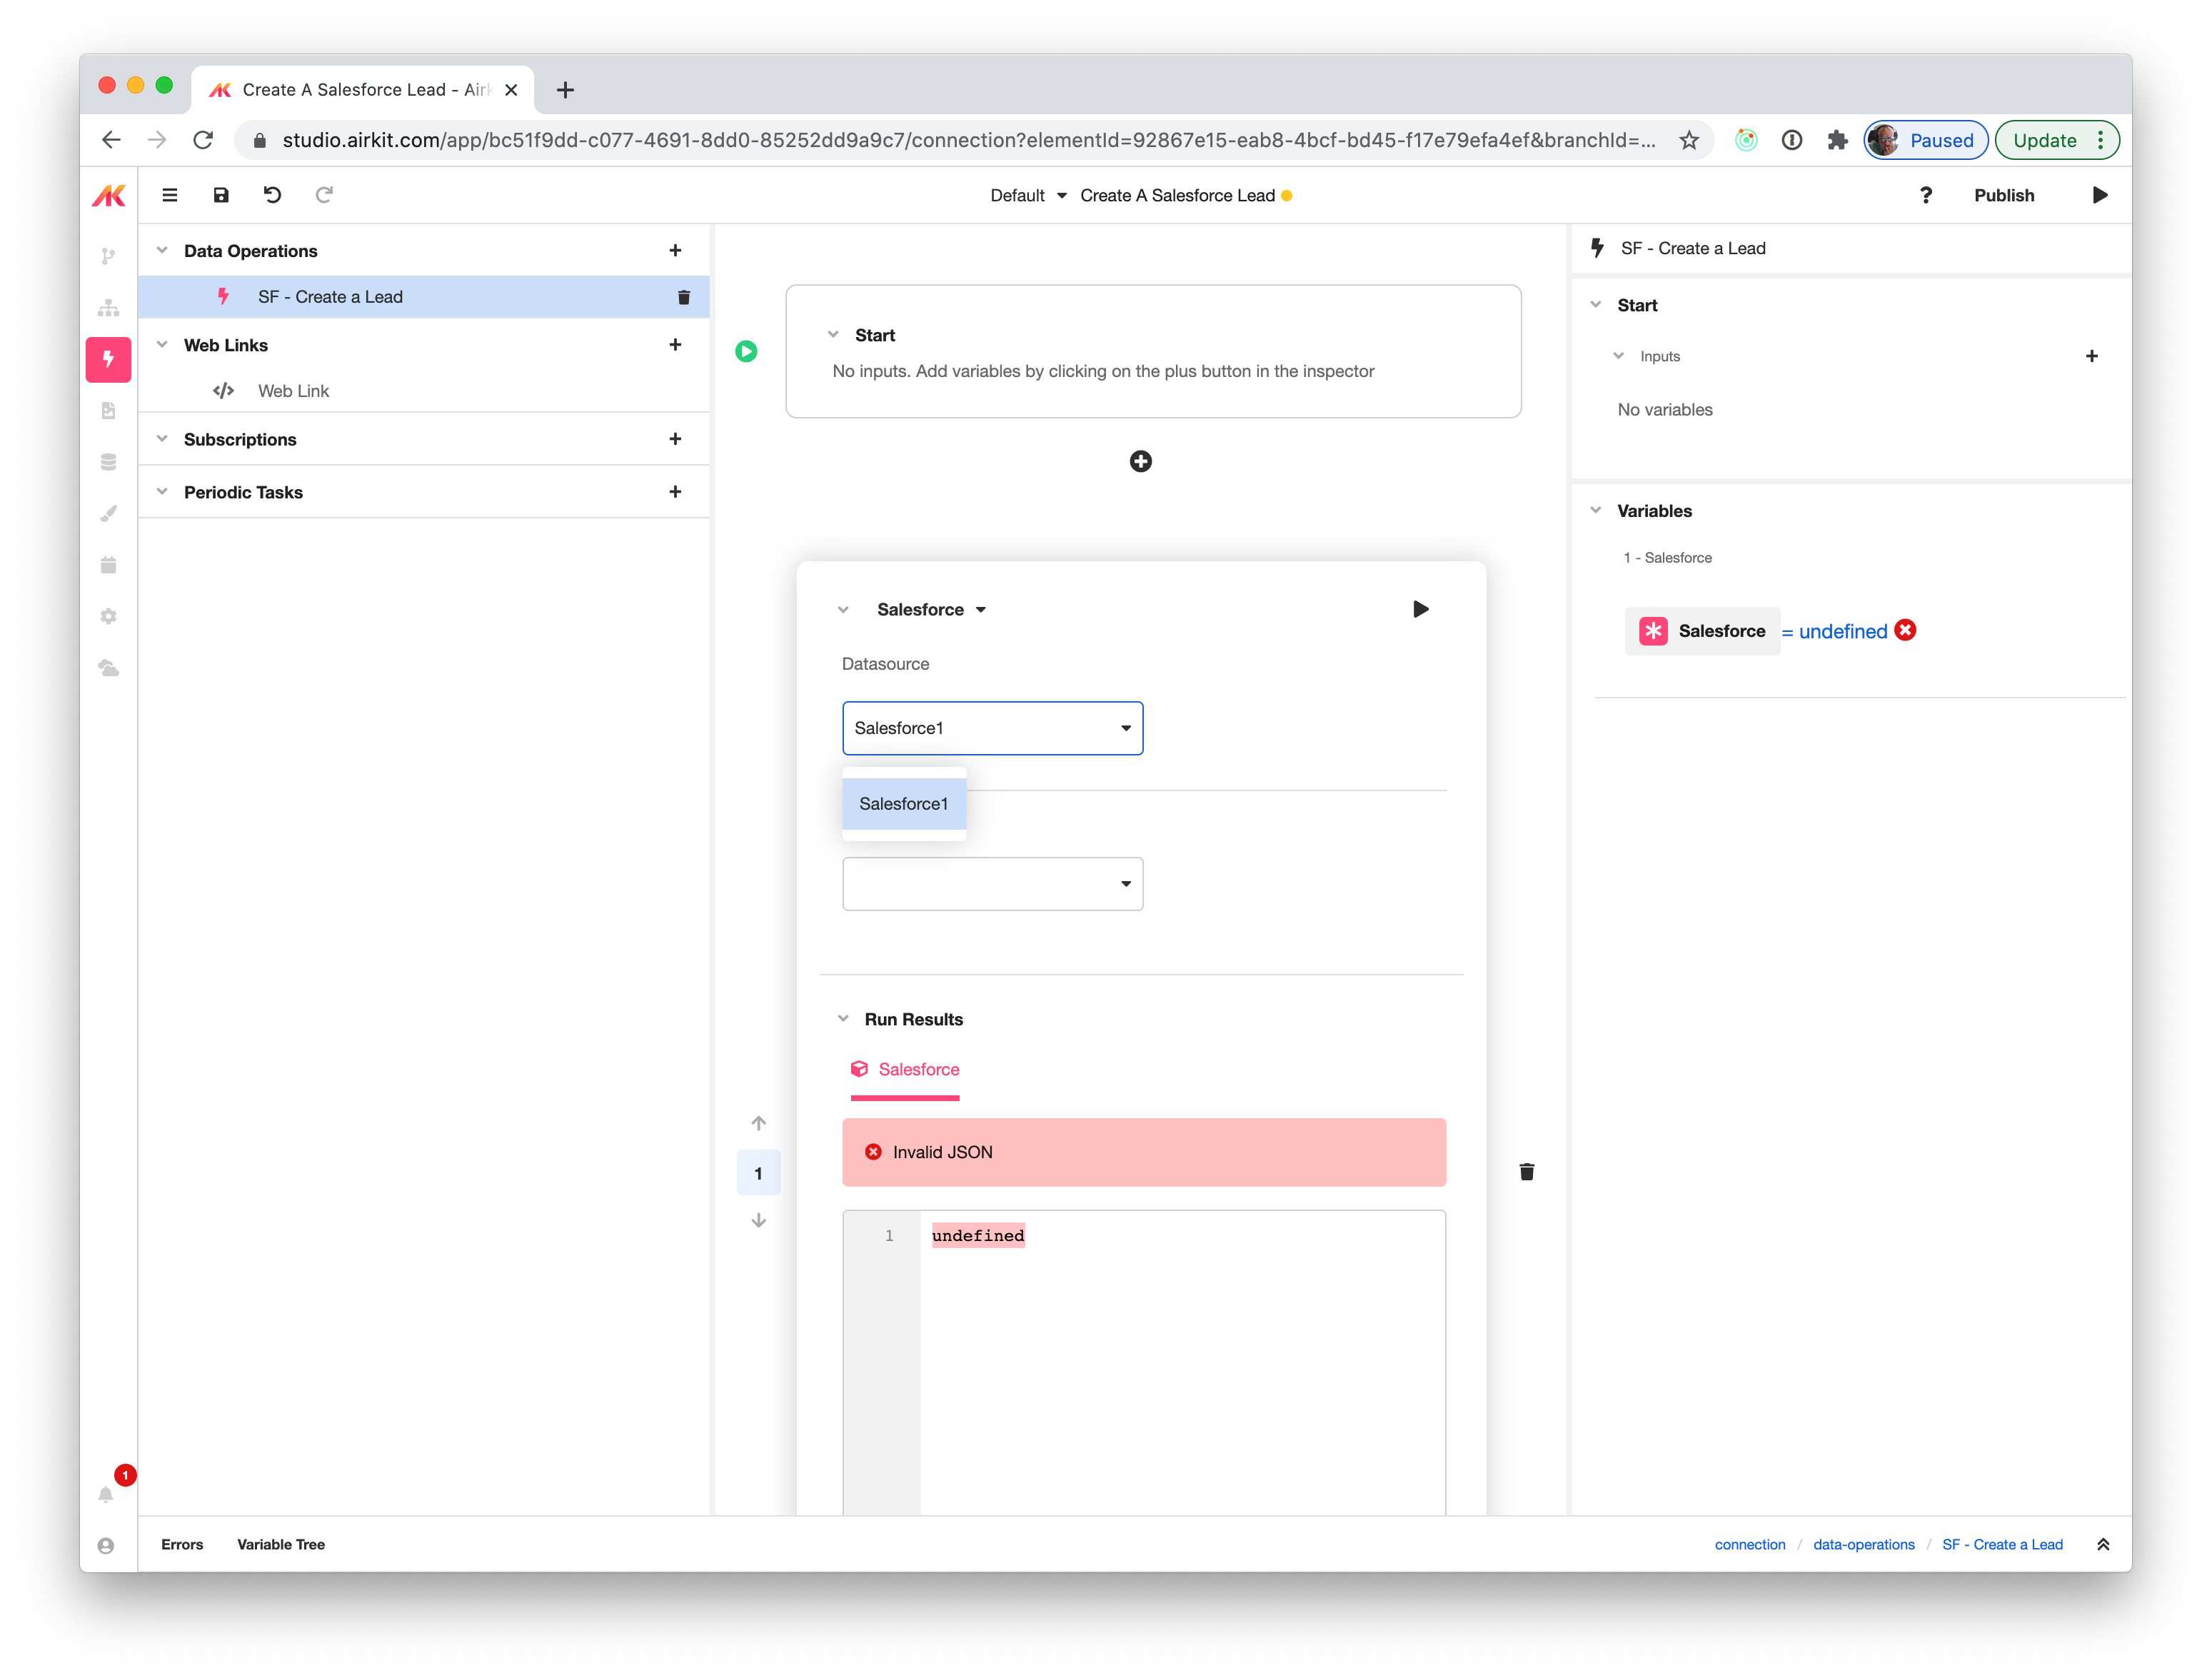 Create A Salesforce Lead - Airk
studio.airkit.com/app/bc51f9dd-c077-4691-8dd0-85252dd9a9c7/connection?elementId=92867e15-eab8-4bcf-bd45-f17e79efa4ef&branchId=...
Paused
Update
Default
Create A Salesforce Lead
?
Publish
Data Operations
SF - Create a Lead
Web Links
Web Link
Subscriptions
Periodic Tasks
Start
No inputs. Add variables by clicking on the plus button in the inspector
Salesforce
Datasource
Salesforce1
Salesforce1
Run Results
Salesforce
Invalid JSON
1
1
undefined
SF - Create a Lead
Start
Inputs
No variables
Variables
1 - Salesforce
Salesforce = undefined
1
Errors
Variable Tree
connection / data-operations / SF - Create a Lead